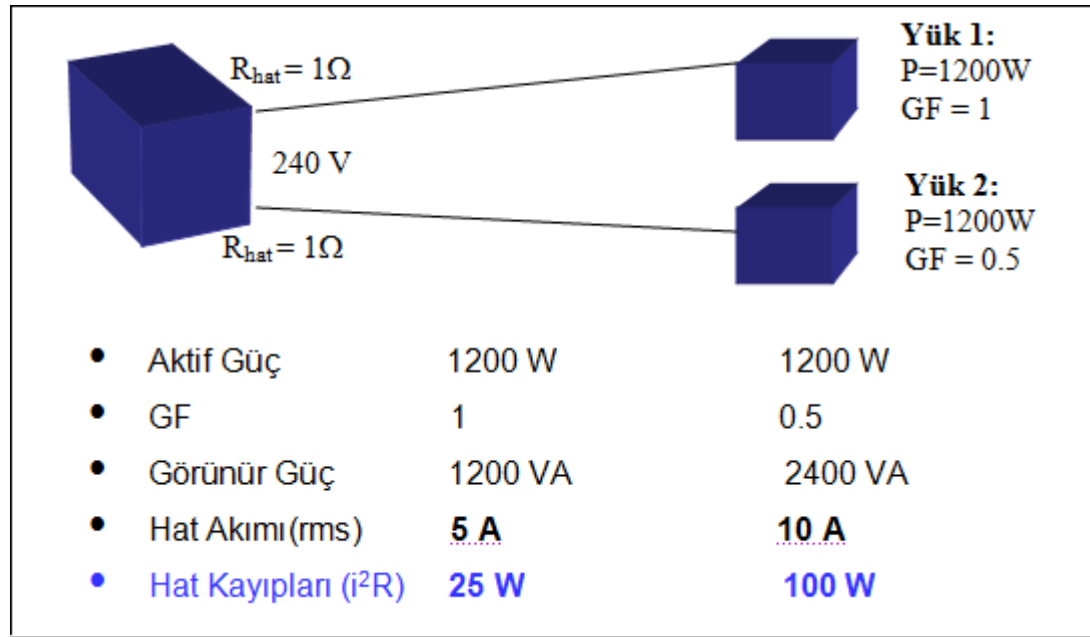 R_hat = 1Ω
240 V
R_hat = 1Ω
Yük 1:
P=1200W
GF = 1
Yük 2:
P=1200W
GF = 0.5
• Aktif Güç 1200 W 1200 W
• GF 1 0.5
• Görünür Güç 1200 VA 2400 VA
• Hat Akımı(rms) 5 A 10 A
• Hat Kayıpları (i²R) 25 W 100 W